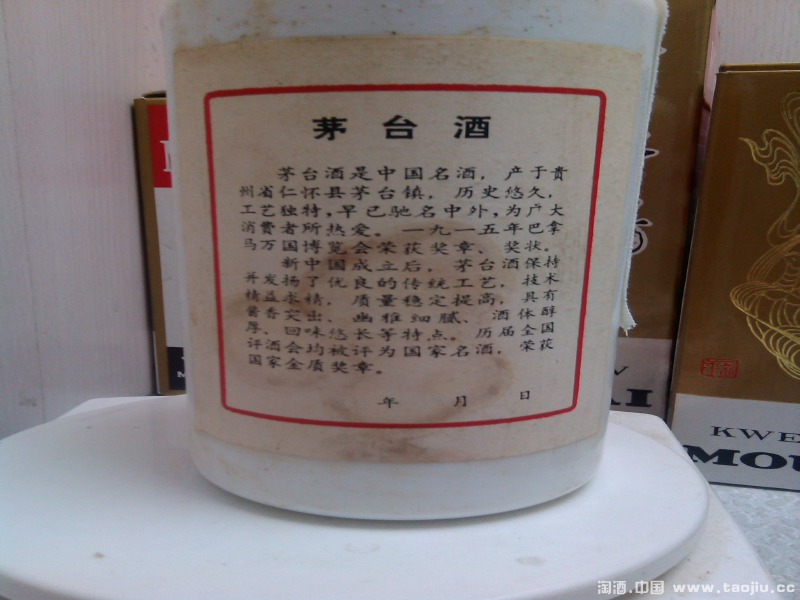 茅台酒
茅台酒是中国名酒，产于贵
州省仁怀县茅台镇，历史悠久，
工艺独特，早已驰名中外，为广大
消费者所热爱。一九一五年巴拿
马万国博览会荣获奖章、奖状。
新中国成立后，茅台酒保持
并发扬了优良的传统工艺，技术
精益求精，质量稳定提高，具有
酱香突出、幽雅细腻、酒体醇
厚，回味悠长等特点。历届全国
评酒会均被评为国家名酒，荣获
国家金质奖章。
年 月 日
KWE
MOU
淘酒.中国 www.taojiu.cc